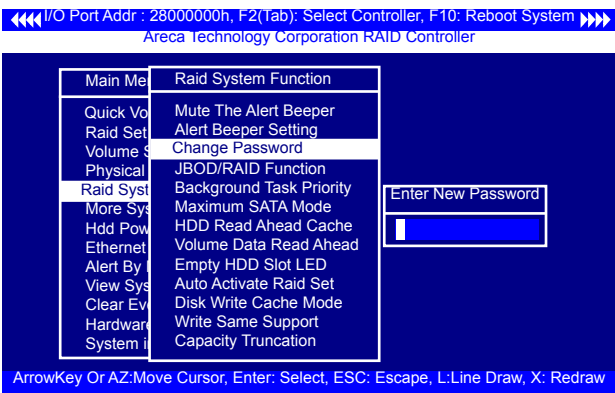 I/O Port Addr : 28000000h, F2(Tab): Select Controller, F10: Reboot System
Areca Technology Corporation RAID Controller
Main Me
Quick Vo
Raid Set
Volume S
Physical
Raid Syst
More Sys
Hdd Pow
Ethernet
Alert By
View Sys
Clear Ev
Hardware
System i
Raid System Function
Mute The Alert Beeper
Alert Beeper Setting
Change Password
JBOD/RAID Function
Background Task Priority
Maximum SATA Mode
HDD Read Ahead Cache
Volume Data Read Ahead
Empty HDD Slot LED
Auto Activate Raid Set
Disk Write Cache Mode
Write Same Support
Capacity Truncation
Enter New Password
ArrowKey Or AZ:Move Cursor, Enter: Select, ESC: Escape, L:Line Draw, X: Redraw